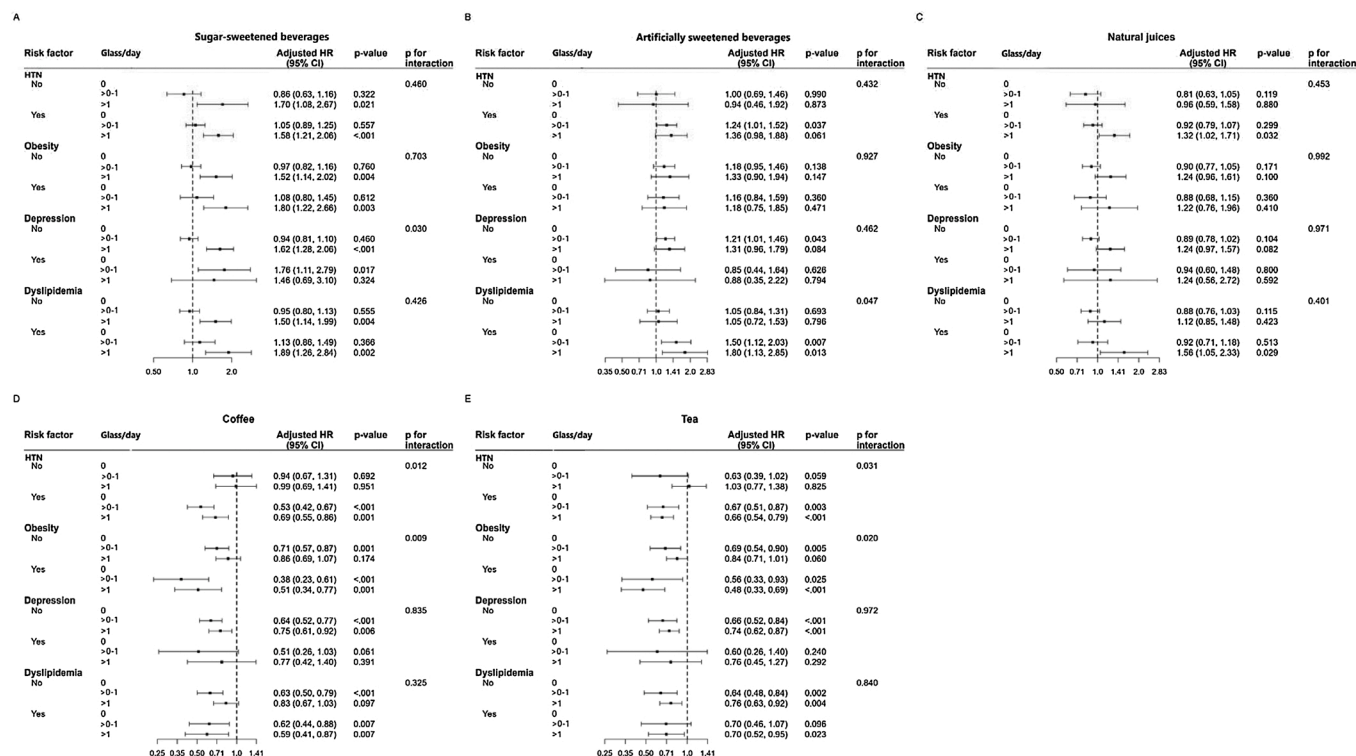 A
Sugar-sweetened beverages
Risk factor Glass/day Adjusted HR (95% CI) p-value p for interaction
HTN
No 0 0.460
>0-1 0.86 (0.63, 1.16) 0.322
>1 1.70 (1.08, 2.67) 0.021
Yes 0
>0-1 1.05 (0.89, 1.25) 0.557
>1 1.58 (1.21, 2.06) <.001
Obesity
No 0 0.703
>0-1 0.97 (0.82, 1.16) 0.760
>1 1.52 (1.14, 2.02) 0.004
Yes 0
>0-1 1.08 (0.80, 1.45) 0.612
>1 1.80 (1.22, 2.66) 0.003
Depression
No 0 0.030
>0-1 0.94 (0.81, 1.10) 0.460
>1 1.62 (1.28, 2.06) <.001
Yes 0
>0-1 1.76 (1.11, 2.79) 0.017
>1 1.46 (0.69, 3.10) 0.324
Dyslipidemia
No 0 0.426
>0-1 0.95 (0.80, 1.13) 0.555
>1 1.50 (1.14, 1.99) 0.004
Yes 0
>0-1 1.13 (0.86, 1.49) 0.366
>1 1.89 (1.26, 2.84) 0.002
0.50 1.0 2.0
B
Artificially sweetened beverages
Risk factor Glass/day Adjusted HR (95% CI) p-value p for interaction
HTN
No 0 0.432
>0-1 1.00 (0.69, 1.46) 0.990
>1 0.94 (0.46, 1.92) 0.873
Yes 0
>0-1 1.24 (1.01, 1.52) 0.037
>1 1.36 (0.98, 1.88) 0.061
Obesity
No 0 0.927
>0-1 1.18 (0.95, 1.46) 0.138
>1 1.33 (0.90, 1.94) 0.147
Yes 0
>0-1 1.16 (0.84, 1.59) 0.360
>1 1.18 (0.75, 1.85) 0.471
Depression
No 0 0.462
>0-1 1.21 (1.01, 1.46) 0.043
>1 1.31 (0.96, 1.79) 0.084
Yes 0
>0-1 0.85 (0.44, 1.64) 0.626
>1 0.88 (0.35, 2.22) 0.794
Dyslipidemia
No 0 0.047
>0-1 1.05 (0.84, 1.31) 0.693
>1 1.05 (0.72, 1.53) 0.796
Yes 0
>0-1 1.50 (1.12, 2.03) 0.007
>1 1.80 (1.13, 2.85) 0.013
0.35 0.50 0.71 1.0 1.41 2.0 2.83
C
Natural juices
Risk factor Glass/day Adjusted HR (95% CI) p-value p for interaction
HTN
No 0 0.453
>0-1 0.81 (0.63, 1.05) 0.119
>1 0.96 (0.59, 1.58) 0.880
Yes 0
>0-1 0.92 (0.79, 1.07) 0.299
>1 1.32 (1.02, 1.71) 0.032
Obesity
No 0 0.992
>0-1 0.90 (0.77, 1.05) 0.171
>1 1.24 (0.96, 1.61) 0.100
Yes 0
>0-1 0.88 (0.68, 1.15) 0.360
>1 1.22 (0.76, 1.96) 0.410
Depression
No 0 0.971
>0-1 0.89 (0.78, 1.02) 0.104
>1 1.24 (0.97, 1.57) 0.082
Yes 0
>0-1 0.94 (0.60, 1.48) 0.800
>1 1.24 (0.56, 2.72) 0.592
Dyslipidemia
No 0 0.401
>0-1 0.88 (0.76, 1.03) 0.115
>1 1.12 (0.85, 1.48) 0.423
Yes 0
>0-1 0.92 (0.71, 1.18) 0.513
>1 1.56 (1.05, 2.33) 0.029
0.50 0.71 1.0 1.41 2.0 2.83
D
Coffee
Risk factor Glass/day Adjusted HR (95% CI) p-value p for interaction
HTN
No 0 0.012
>0-1 0.94 (0.67, 1.31) 0.692
>1 0.99 (0.69, 1.41) 0.951
Yes 0
>0-1 0.53 (0.42, 0.67) <.001
>1 0.69 (0.55, 0.86) 0.001
Obesity
No 0 0.009
>0-1 0.71 (0.57, 0.87) 0.001
>1 0.86 (0.69, 1.07) 0.174
Yes 0
>0-1 0.38 (0.23, 0.61) <.001
>1 0.51 (0.34, 0.77) 0.001
Depression
No 0 0.835
>0-1 0.64 (0.52, 0.77) <.001
>1 0.75 (0.61, 0.92) 0.006
Yes 0
>0-1 0.51 (0.26, 1.03) 0.061
>1 0.77 (0.42, 1.40) 0.391
Dyslipidemia
No 0 0.325
>0-1 0.63 (0.50, 0.79) <.001
>1 0.83 (0.67, 1.03) 0.097
Yes 0
>0-1 0.62 (0.44, 0.88) 0.007
>1 0.59 (0.41, 0.87) 0.007
0.25 0.35 0.50 0.71 1.0 1.41
E
Tea
Risk factor Glass/day Adjusted HR (95% CI) p-value p for interaction
HTN
No 0 0.031
>0-1 0.63 (0.39, 1.02) 0.059
>1 1.03 (0.77, 1.38) 0.825
Yes 0
>0-1 0.67 (0.51, 0.87) 0.003
>1 0.66 (0.54, 0.79) <.001
Obesity
No 0 0.020
>0-1 0.69 (0.54, 0.90) 0.005
>1 0.84 (0.71, 1.01) 0.060
Yes 0
>0-1 0.56 (0.33, 0.93) 0.025
>1 0.48 (0.33, 0.69) <.001
Depression
No 0 0.972
>0-1 0.66 (0.52, 0.84) <.001
>1 0.74 (0.62, 0.87) <.001
Yes 0
>0-1 0.60 (0.26, 1.40) 0.240
>1 0.76 (0.45, 1.27) 0.292
Dyslipidemia
No 0 0.840
>0-1 0.64 (0.48, 0.84) 0.002
>1 0.76 (0.63, 0.92) 0.004
Yes 0
>0-1 0.70 (0.46, 1.07) 0.096
>1 0.70 (0.52, 0.95) 0.023
0.25 0.35 0.50 0.71 1.0 1.41